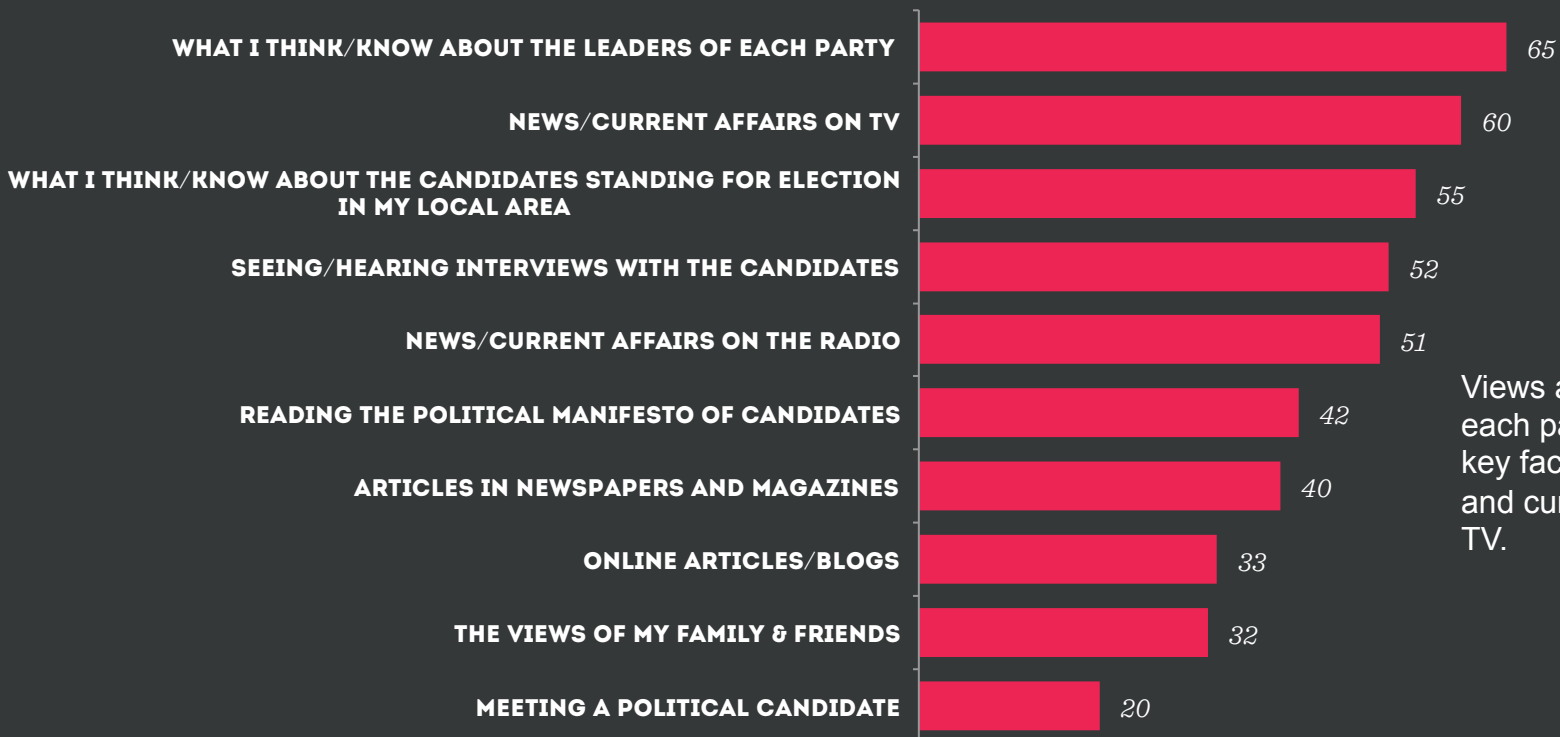 WHAT I THINK/KNOW ABOUT THE LEADERS OF EACH PARTY 65
NEWS/CURRENT AFFAIRS ON TV 60
WHAT I THINK/KNOW ABOUT THE CANDIDATES STANDING FOR ELECTION
IN MY LOCAL AREA 55
SEEING/HEARING INTERVIEWS WITH THE CANDIDATES 52
NEWS/CURRENT AFFAIRS ON THE RADIO 51
READING THE POLITICAL MANIFESTO OF CANDIDATES 42
ARTICLES IN NEWSPAPERS AND MAGAZINES 40
ONLINE ARTICLES/BLOGS 33
THE VIEWS OF MY FAMILY & FRIENDS 32
MEETING A POLITICAL CANDIDATE 20
Views
each
key
and
TV.